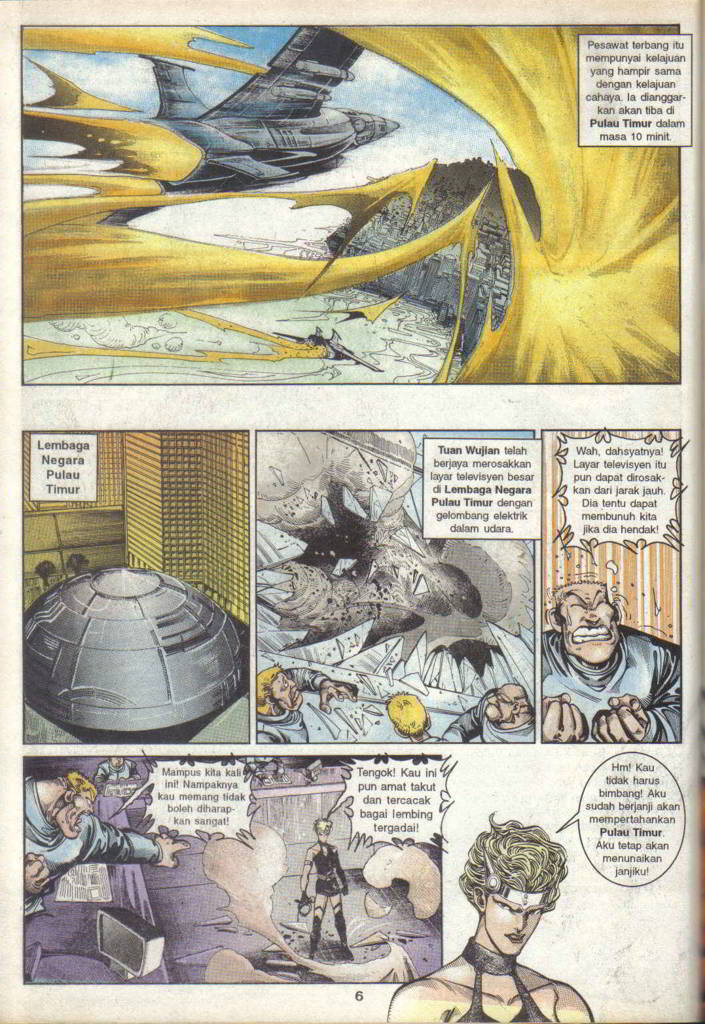 Pesawat terbang itu
mempunyai kelajuan
yang hampir sama
dengan kelajuan
cahaya. Ia dianggar-
kan akan tiba di
Pulau Timur dalam
masa 10 minit.
Lembaga
Negara
Pulau
Timur
Tuan Wujian telah
berjaya merosakkan
layar televisyen besar
di Lembaga Negara
Pulau Timur dengan
gelombang elektrik
dalam udara.
Wah, dahsyatnya!
Layar televisyen itu
pun dapat dirosak-
kan dari jarak jauh.
Dia tentu dapat
membunuh kita
jika dia hendak!
Mampus kita kali
ini! Nampaknya
kau memang tidak
boleh diharap-
kan sangat!
Tengok! Kau ini
pun amat takut
dan tercacak
bagai lembing
tergadai!
Hm! Kau
tidak harus
bimbang! Aku
sudah berjanji akan
mempertahankan
Pulau Timur.
Aku tetap akan
menunaikan
janjiku!
6